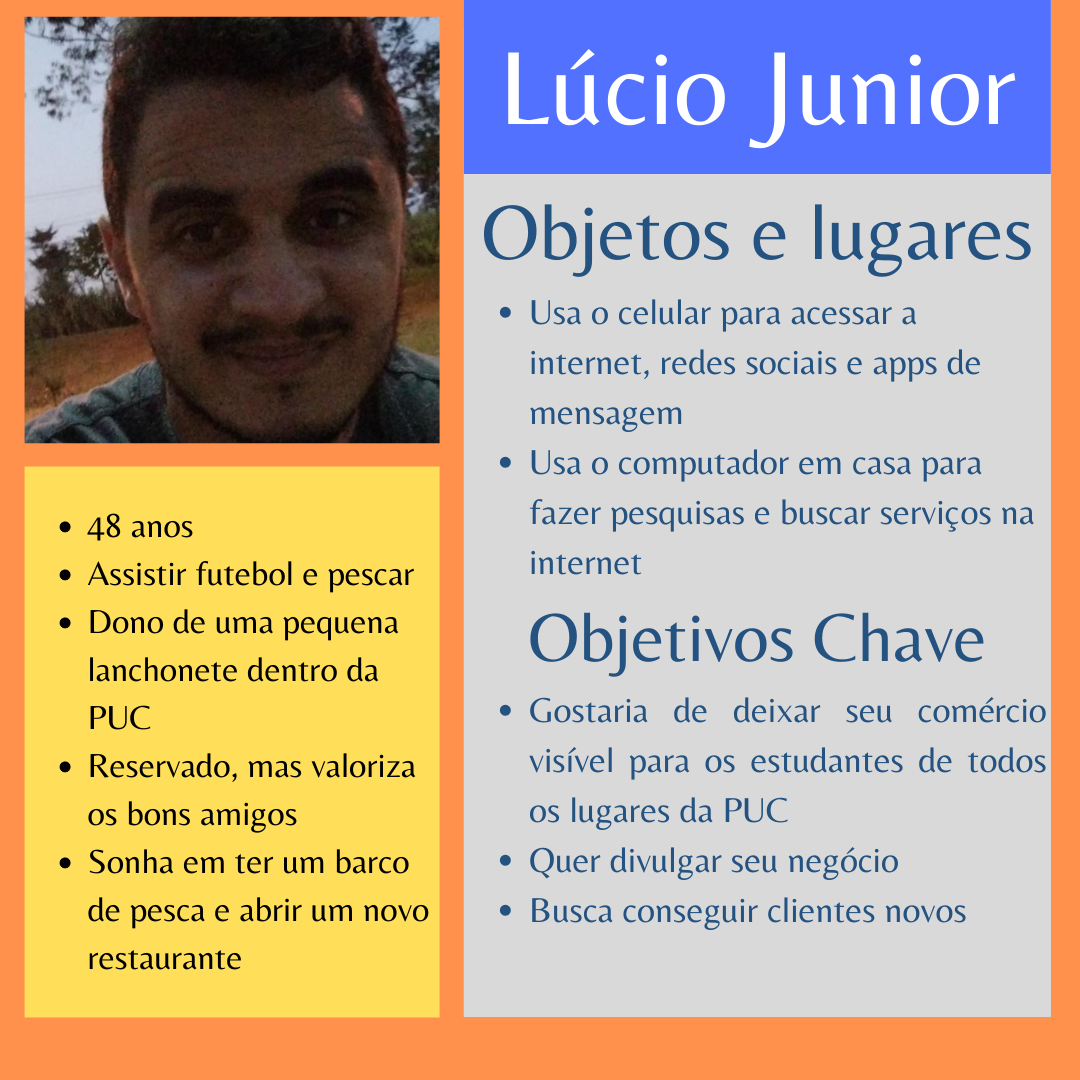 Lúcio Junior
Objetos e lugares
• Usa o celular para acessar a
internet, redes sociais e apps de
mensagem
• Usa o computador em casa para
fazer pesquisas e buscar serviços na
internet
Objetivos Chave
• Gostaria de deixar seu comércio
visível para os estudantes de todos
os lugares da PUC
• Quer divulgar seu negócio
• Busca conseguir clientes novos
• 48 anos
• Assistir futebol e pescar
• Dono de uma pequena
lanchonete dentro da
PUC
• Reservado, mas valoriza
os bons amigos
• Sonha em ter um barco
de pesca e abrir um novo
restaurante